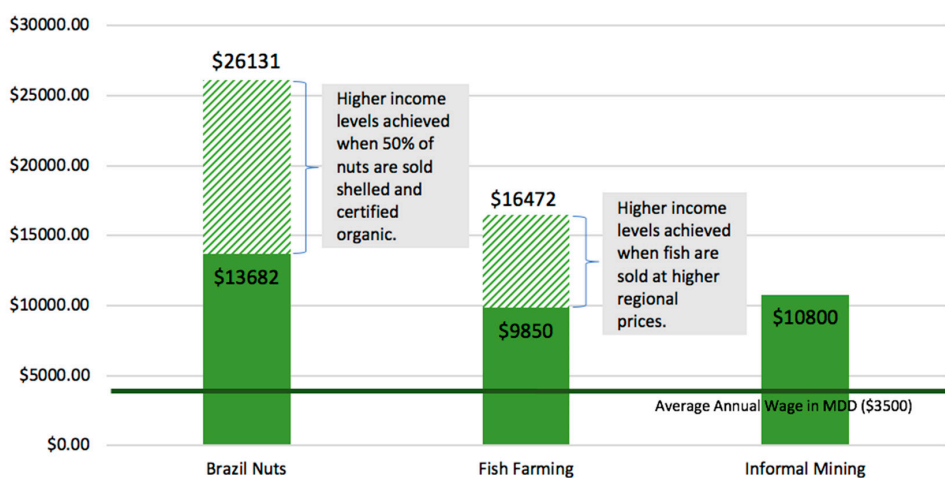 $30000.00
$25000.00
$20000.00
$15000.00
$10000.00
$5000.00
$0.00
$26131
Higher income
levels achieved
when 50% of
nuts are sold
shelled and
certified
organic.
$13682
$16472
Higher income
levels achieved
when fish are
sold at higher
regional
prices.
$9850
$10800
Average Annual Wage in MDD ($3500)
Brazil Nuts
Fish Farming
Informal Mining